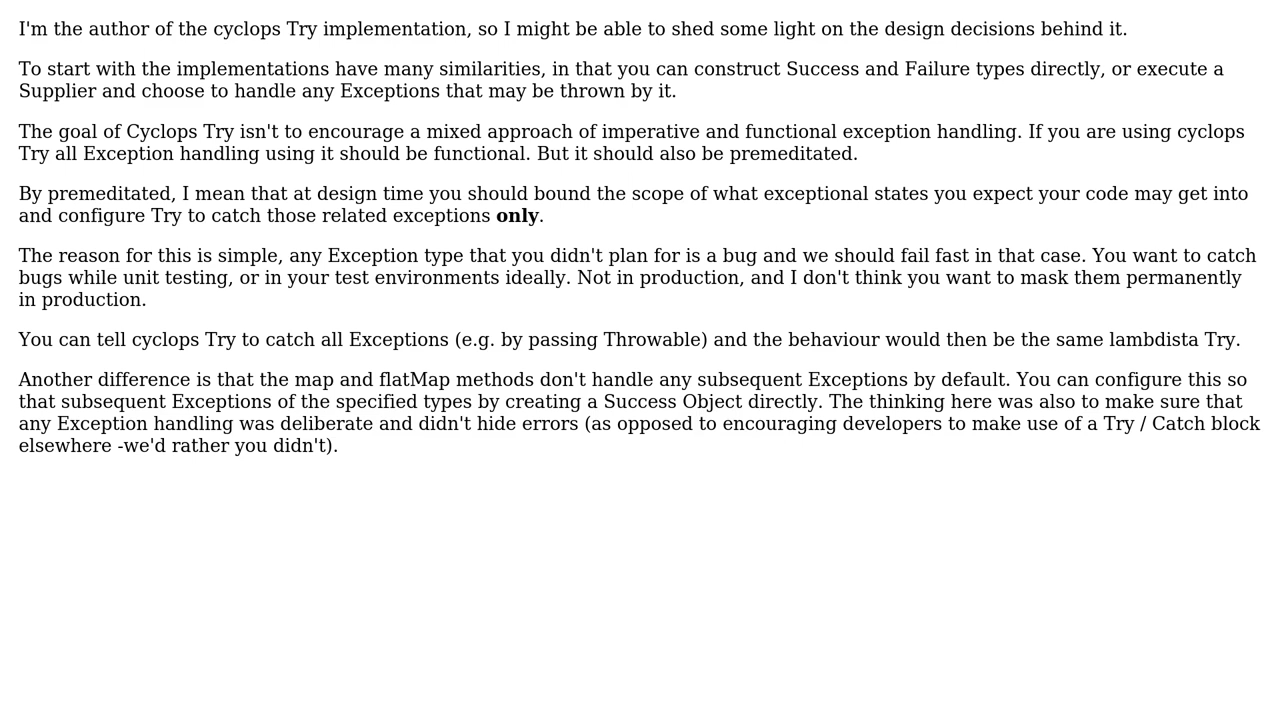 I'm the author of the cyclops Try implementation, so I might be able to shed some light on the design decisions behind it.
To start with the implementations have many similarities, in that you can construct Success and Failure types directly, or execute a
Supplier and choose to handle any Exceptions that may be thrown by it.
The goal of Cyclops Try isn't to encourage a mixed approach of imperative and functional exception handling. If you are using cyclops
Try all Exception handling using it should be functional. But it should also be premeditated.
By premeditated, I mean that at design time you should bound the scope of what exceptional states you expect your code may get into
and configure Try to catch those related exceptions only.
The reason for this is simple, any Exception type that you didn't plan for is a bug and we should fail fast in that case. You want to catch
bugs while unit testing, or in your test environments ideally. Not in production, and I don't think you want to mask them permanently
in production.
You can tell cyclops Try to catch all Exceptions (e.g. by passing Throwable) and the behaviour would then be the same lambdista Try.
Another difference is that the map and flatMap methods don't handle any subsequent Exceptions by default. You can configure this so
that subsequent Exceptions of the specified types by creating a Success Object directly. The thinking here was also to make sure that
any Exception handling was deliberate and didn't hide errors (as opposed to encouraging developers to make use of a Try / Catch block
elsewhere -we'd rather you didn't).